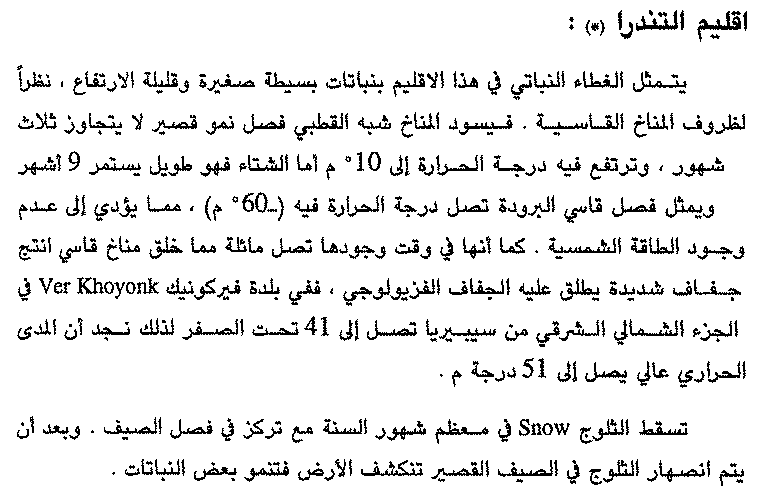 اقليم التندرا (*) :
يتمثل الغطاء النباتي في هذا الاقليم بنباتات بسيطة صغيرة وقليلة الارتفاع ، نظراً
لظروف المناخ القاسية . فيسود المناخ شبه القطبي فصل نمو قصير لا يتجاوز ثلاث
شهور ، وترتفع فيه درجة الحرارة إلى 10° م أما الشتاء فهو طويل يستمر 9 أشهر
ويمثل فصل قاسي البرودة تصل درجة الحرارة فيه (ـ60° م) ، مما يؤدي إلى عدم
وجود الطاقة الشمسية . كما أنها في وقت وجودها تصل مائلة مما خلق مناخ قاسي انتج
جفاف شديدة يطلق عليه الجفاف الفزيولوجي ، ففي بلدة فيركونيك Ver Khoyonk في
الجزء الشمالي الشرقي من سيبيريا تصل إلى 41 تحت الصفر لذلك نجد أن المدى
الحراري عالي يصل إلى 51 درجة م .
تسقط الثلوج Snow في معظم شهور السنة مع تركز في فصل الصيف . وبعد أن
يتم انصهار الثلوج في الصيف القصير تنكشف الأرض فتنمو بعض النباتات .